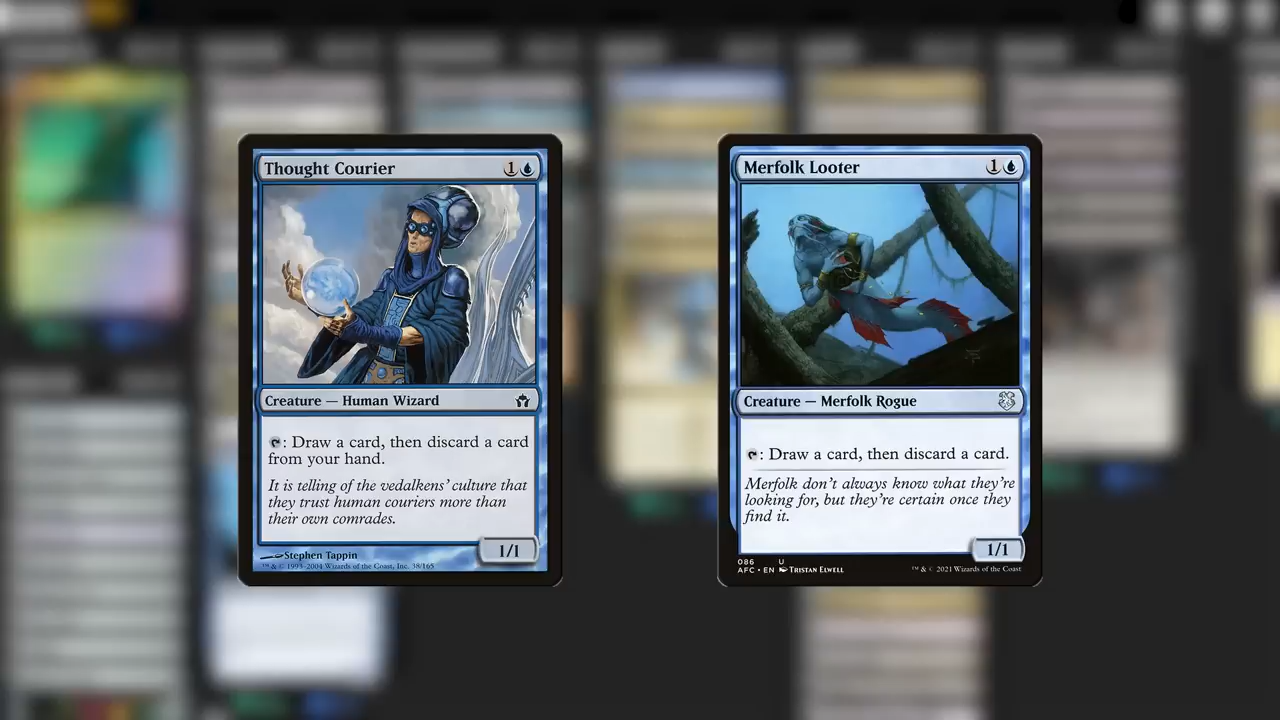 Thought Courier 1
Creature — Human Wizard
: Draw a card, then discard a card
from your hand.
It is telling of the vedalkens' culture that
they trust human couriers more than
their own comrades.
1/1
Stephen Tappin
™ & © 1993-2004 Wizards of the Coast, Inc. 38/165
Merfolk Looter 1
Creature — Merfolk Rogue
: Draw a card, then discard a card.
Merfolk don't always know what they're
looking for, but they're certain once they
find it.
1/1
086 U
AFC • EN Tristan Elwell
™ & © 2021 Wizards of the Coast